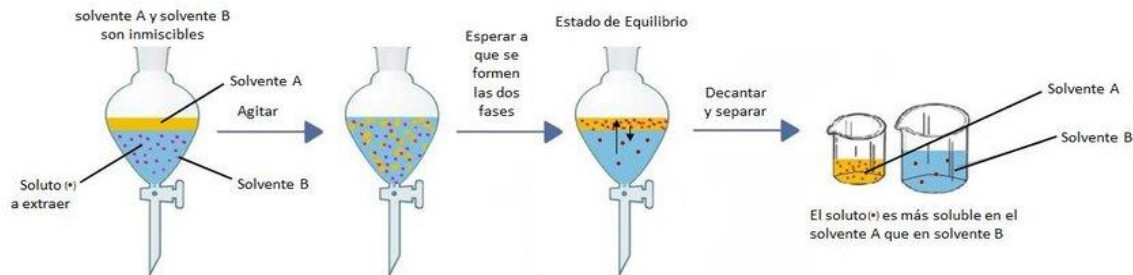 solvente A y solvente B
son inmiscibles
Solvente A
Agitar
Soluto (•)
a extraer
Solvente B
Esperar a
que se
formen
las dos
fases
Estado de Equilibrio
Decantar
y separar
Solvente A
Solvente B
El soluto (•) es más soluble en el
solvente A que en solvente B